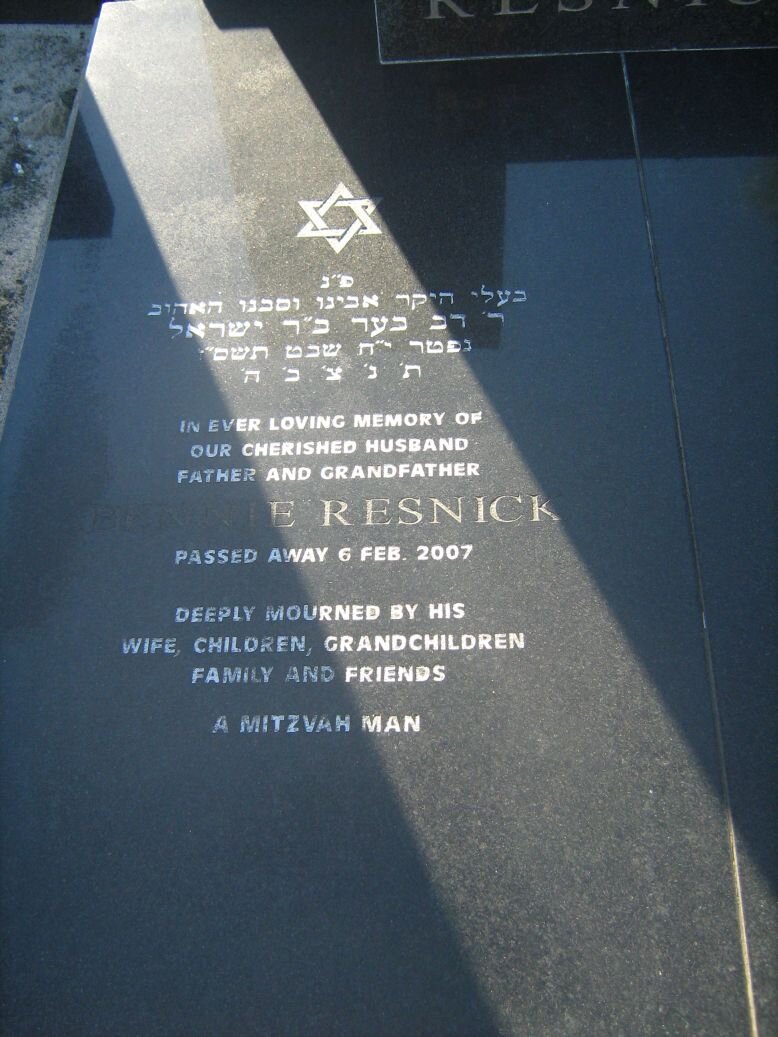 RESNIC
פ״נ
בעלי היקר אבינו וסבנו האהוב
ר׳ דב בער ב״ר ישראל
נפטר י״ח שבט תשס״ז
ת׳ נ׳ צ׳ ב׳ ה׳
IN EVER LOVING MEMORY OF
OUR CHERISHED HUSBAND
FATHER AND GRANDFATHER
BENNIE RESNICK
PASSED AWAY 6 FEB. 2007
DEEPLY MOURNED BY HIS
WIFE, CHILDREN, GRANDCHILDREN
FAMILY AND FRIENDS
A MITZVAH MAN